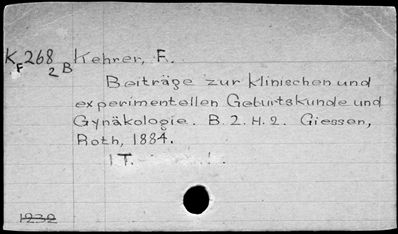 K 268 Kehrer, F.
F 2 B
Beiträge zur klinischen und
experimentellen Geburtskunde und
Gynäkologie. B. 2. H. 2. Giessen,
Roth, 1884.
1 T.
1232